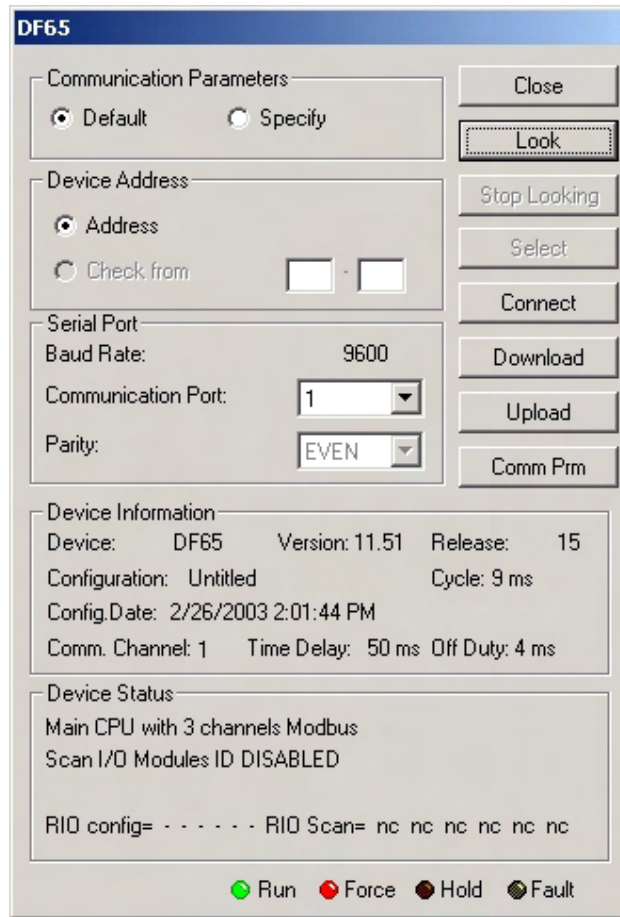 DF65
Communication Parameters
Default Specify
Close
Look
Device Address
Address
Check from -
Stop Looking
Select
Connect
Serial Port
Baud Rate: 9600
Communication Port: 1
Parity: EVEN
Download
Upload
Comm Prm
Device Information
Device: DF65 Version: 11.51 Release: 15
Configuration: Untitled Cycle: 9 ms
Config.Date: 2/26/2003 2:01:44 PM
Comm. Channel: 1 Time Delay: 50 ms Off Duty: 4 ms
Device Status
Main CPU with 3 channels Modbus
Scan I/O Modules ID DISABLED
RIO config= - - - - - - RIO Scan= nc nc nc nc nc nc
Run Force Hold Fault